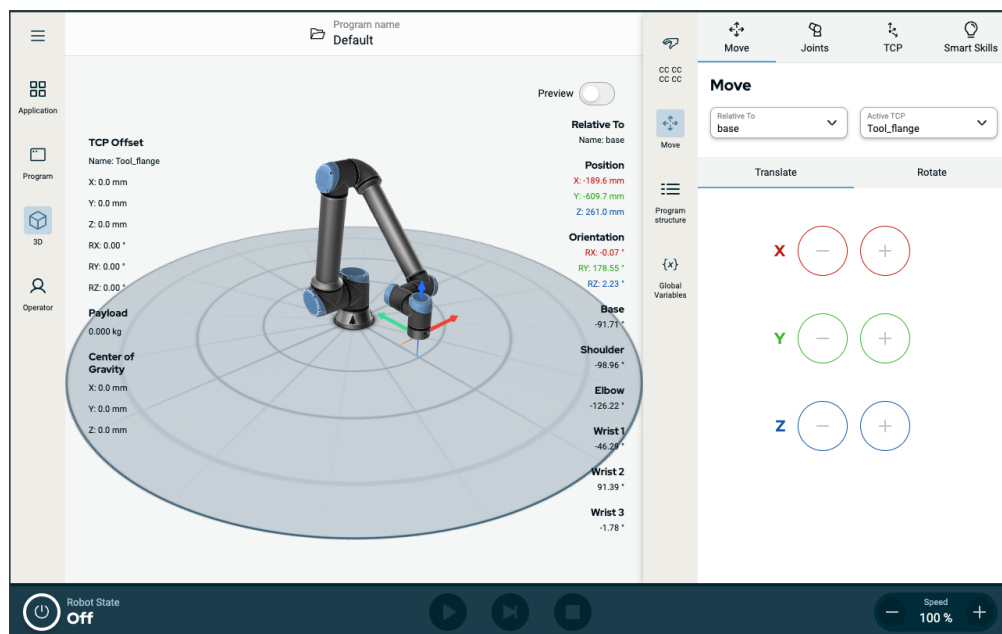 Program name
Default
Application
Program
3D
Operator
Preview
TCP Offset
Name: Tool_flange
X: 0.0 mm
Y: 0.0 mm
Z: 0.0 mm
RX: 0.00 °
RY: 0.00 °
RZ: 0.00 °
Payload
0.000 kg
Center of
Gravity
X: 0.0 mm
Y: 0.0 mm
Z: 0.0 mm
Relative To
Name: base
Position
X: -189.6 mm
Y: -609.7 mm
Z: 261.0 mm
Orientation
RX: -0.07 °
RY: 178.55 °
RZ: 2.23 °
Base
-91.71 °
Shoulder
-98.96 °
Elbow
-126.22 °
Wrist 1
-46.29 °
Wrist 2
91.39 °
Wrist 3
-1.78 °
CC CC
CC CC
Move
Program
structure
{x}
Global
Variables
Move
Joints
TCP
Smart Skills
Move
Relative To
base
Active TCP
Tool_flange
Translate
Rotate
X − +
Y − +
Z − +
Robot State
Off
Speed
− 100 % +